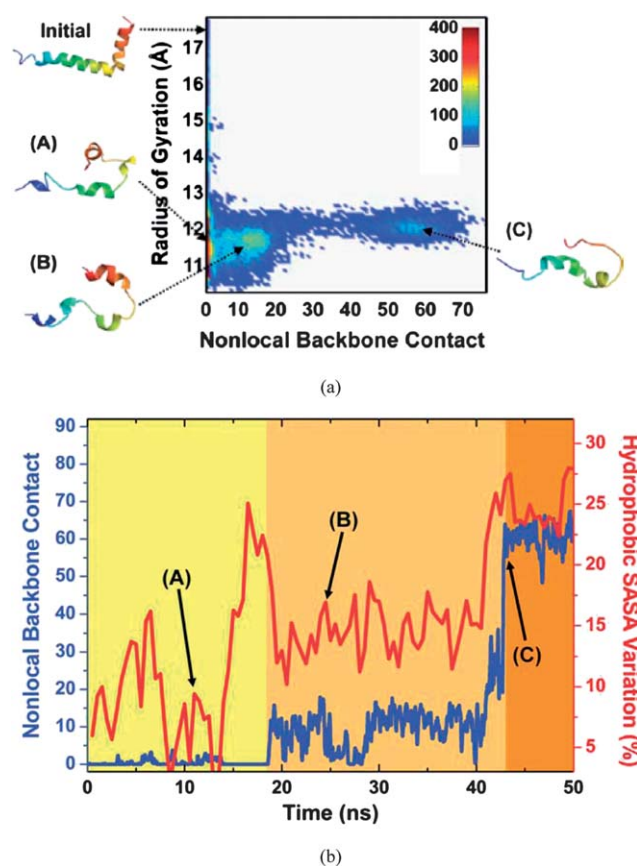 Initial
(A)
(B)
(C)
Radius of Gyration (Å)
17
16
15
14
13
12
11
400
300
200
100
0 10 20 30 40 50 60 70
Nonlocal Backbone Contact
(a)
Nonlocal Backbone Contact
90
80
70
60
50
40
30
20
10
0
(A)
(B)
(C)
30
25
20
15
10
5
Hydrophobic SASA Variation (%)
0 10 20 30 40 50
Time (ns)
(b)